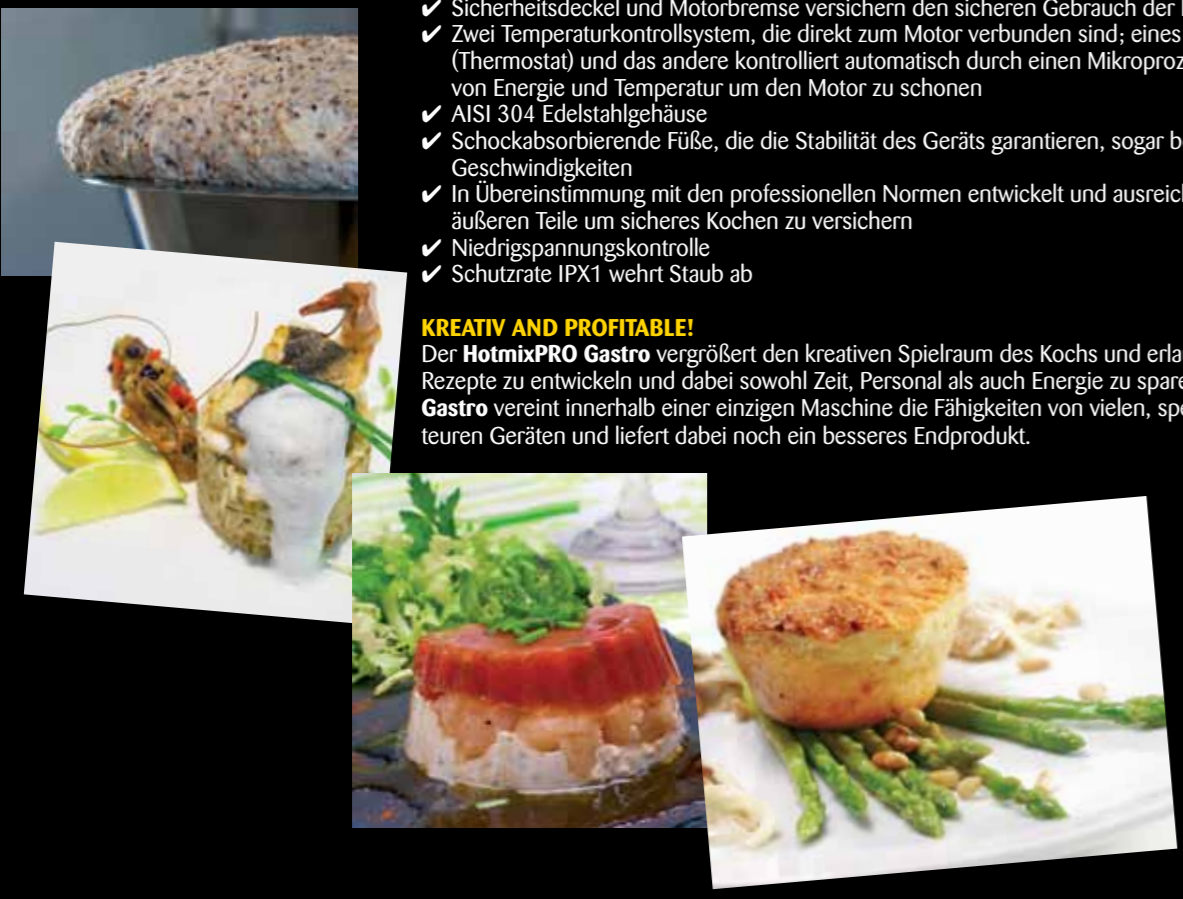 ✔ Sicherheitsdeckel und Motorbremse versichern den sicheren Gebrauch der
✔ Zwei Temperaturkontrollsystem, die direkt zum Motor verbunden sind; eines
(Thermostat) und das andere kontrolliert automatisch durch einen Mikroproz
von Energie und Temperatur um den Motor zu schonen
✔ AISI 304 Edelstahlgehäuse
✔ Schockabsorbierende Füße, die die Stabilität des Geräts garantieren, sogar b
Geschwindigkeiten
✔ In Übereinstimmung mit den professionellen Normen entwickelt und ausreich
äußeren Teile um sicheres Kochen zu versichern
✔ Niedrigspannungskontrolle
✔ Schutzrate IPX1 wehrt Staub ab
KREATIV AND PROFITABLE!
Der HotmixPRO Gastro vergrößert den kreativen Spielraum des Kochs und erla
Rezepte zu entwickeln und dabei sowohl Zeit, Personal als auch Energie zu spare
Gastro vereint innerhalb einer einzigen Maschine die Fähigkeiten von vielen, spe
teuren Geräten und liefert dabei noch ein besseres Endprodukt.